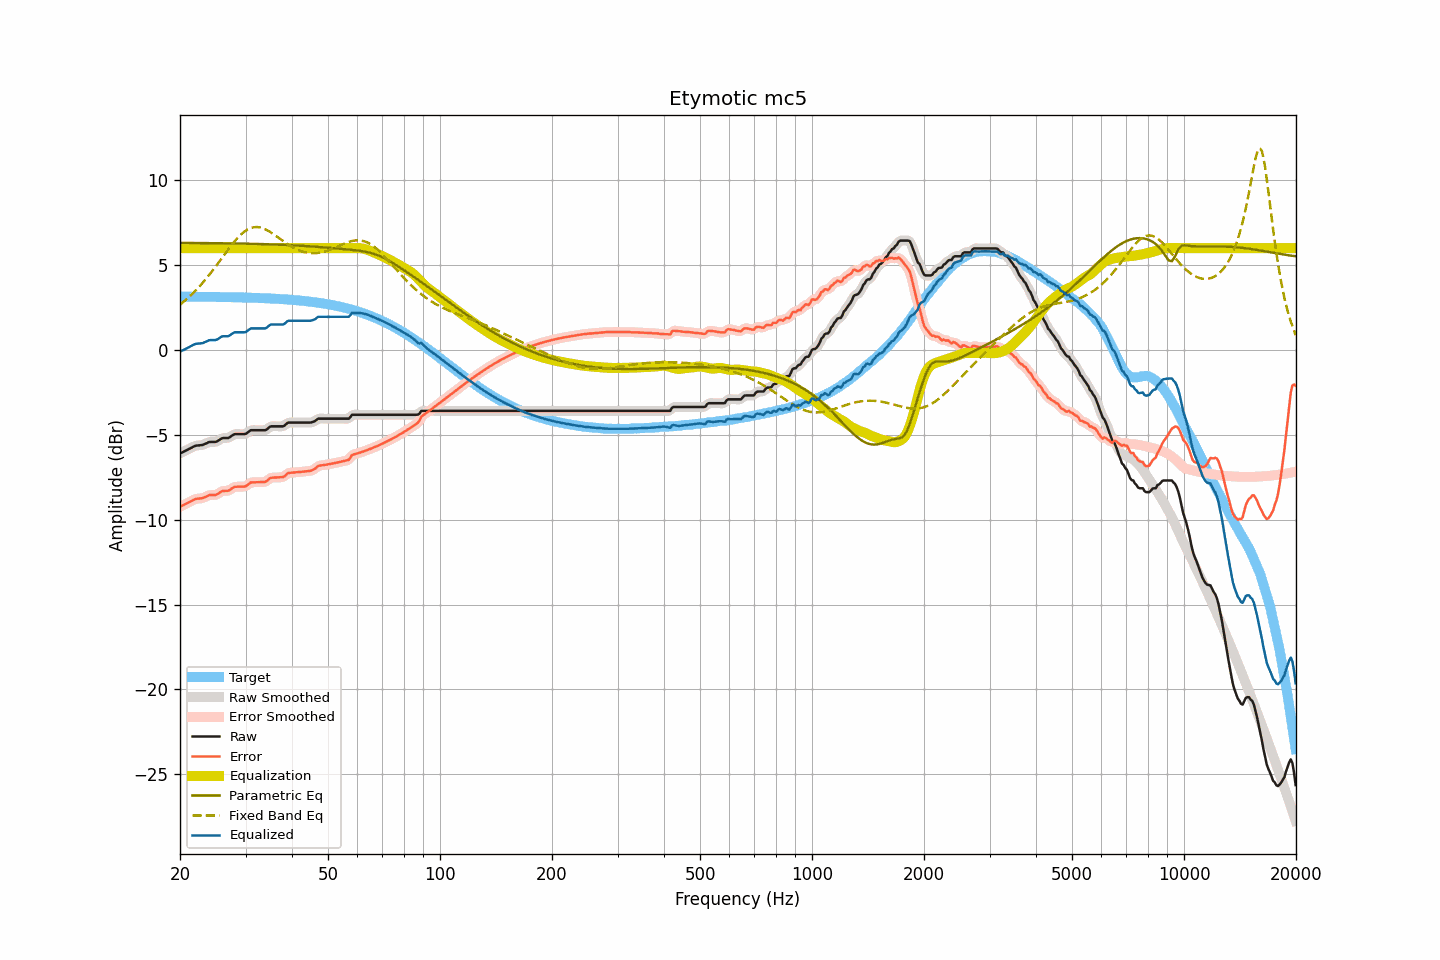 Etymotic mc5
Amplitude (dBr)
10
5
0
−5
−10
−15
−20
−25
Target
Raw Smoothed
Error Smoothed
Raw
Error
Equalization
Parametric Eq
Fixed Band Eq
Equalized
20 50 100 200 500 1000 2000 5000 10000 20000
Frequency (Hz)